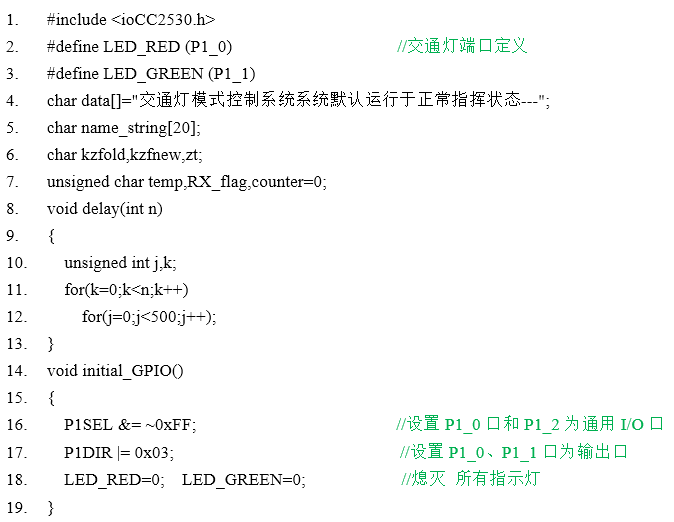 1. #include <ioCC2530.h>
2. #define LED_RED (P1_0) //交通灯端口定义
3. #define LED_GREEN (P1_1)
4. char data[]="交通灯模式控制系统系统默认运行于正常指挥状态---";
5. char name_string[20];
6. char kzfold,kzfnew,zt;
7. unsigned char temp,RX_flag,counter=0;
8. void delay(int n)
9. {
10. unsigned int j,k;
11. for(k=0;k<n;k++)
12. for(j=0;j<500;j++);
13. }
14. void initial_GPIO()
15. {
16. P1SEL &= ~0xFF; //设置 P1_0 口和 P1_2 为通用 I/O 口
17. P1DIR |= 0x03; //设置 P1_0、P1_1 口为输出口
18. LED_RED=0; LED_GREEN=0; //熄灭 所有指示灯
19. }